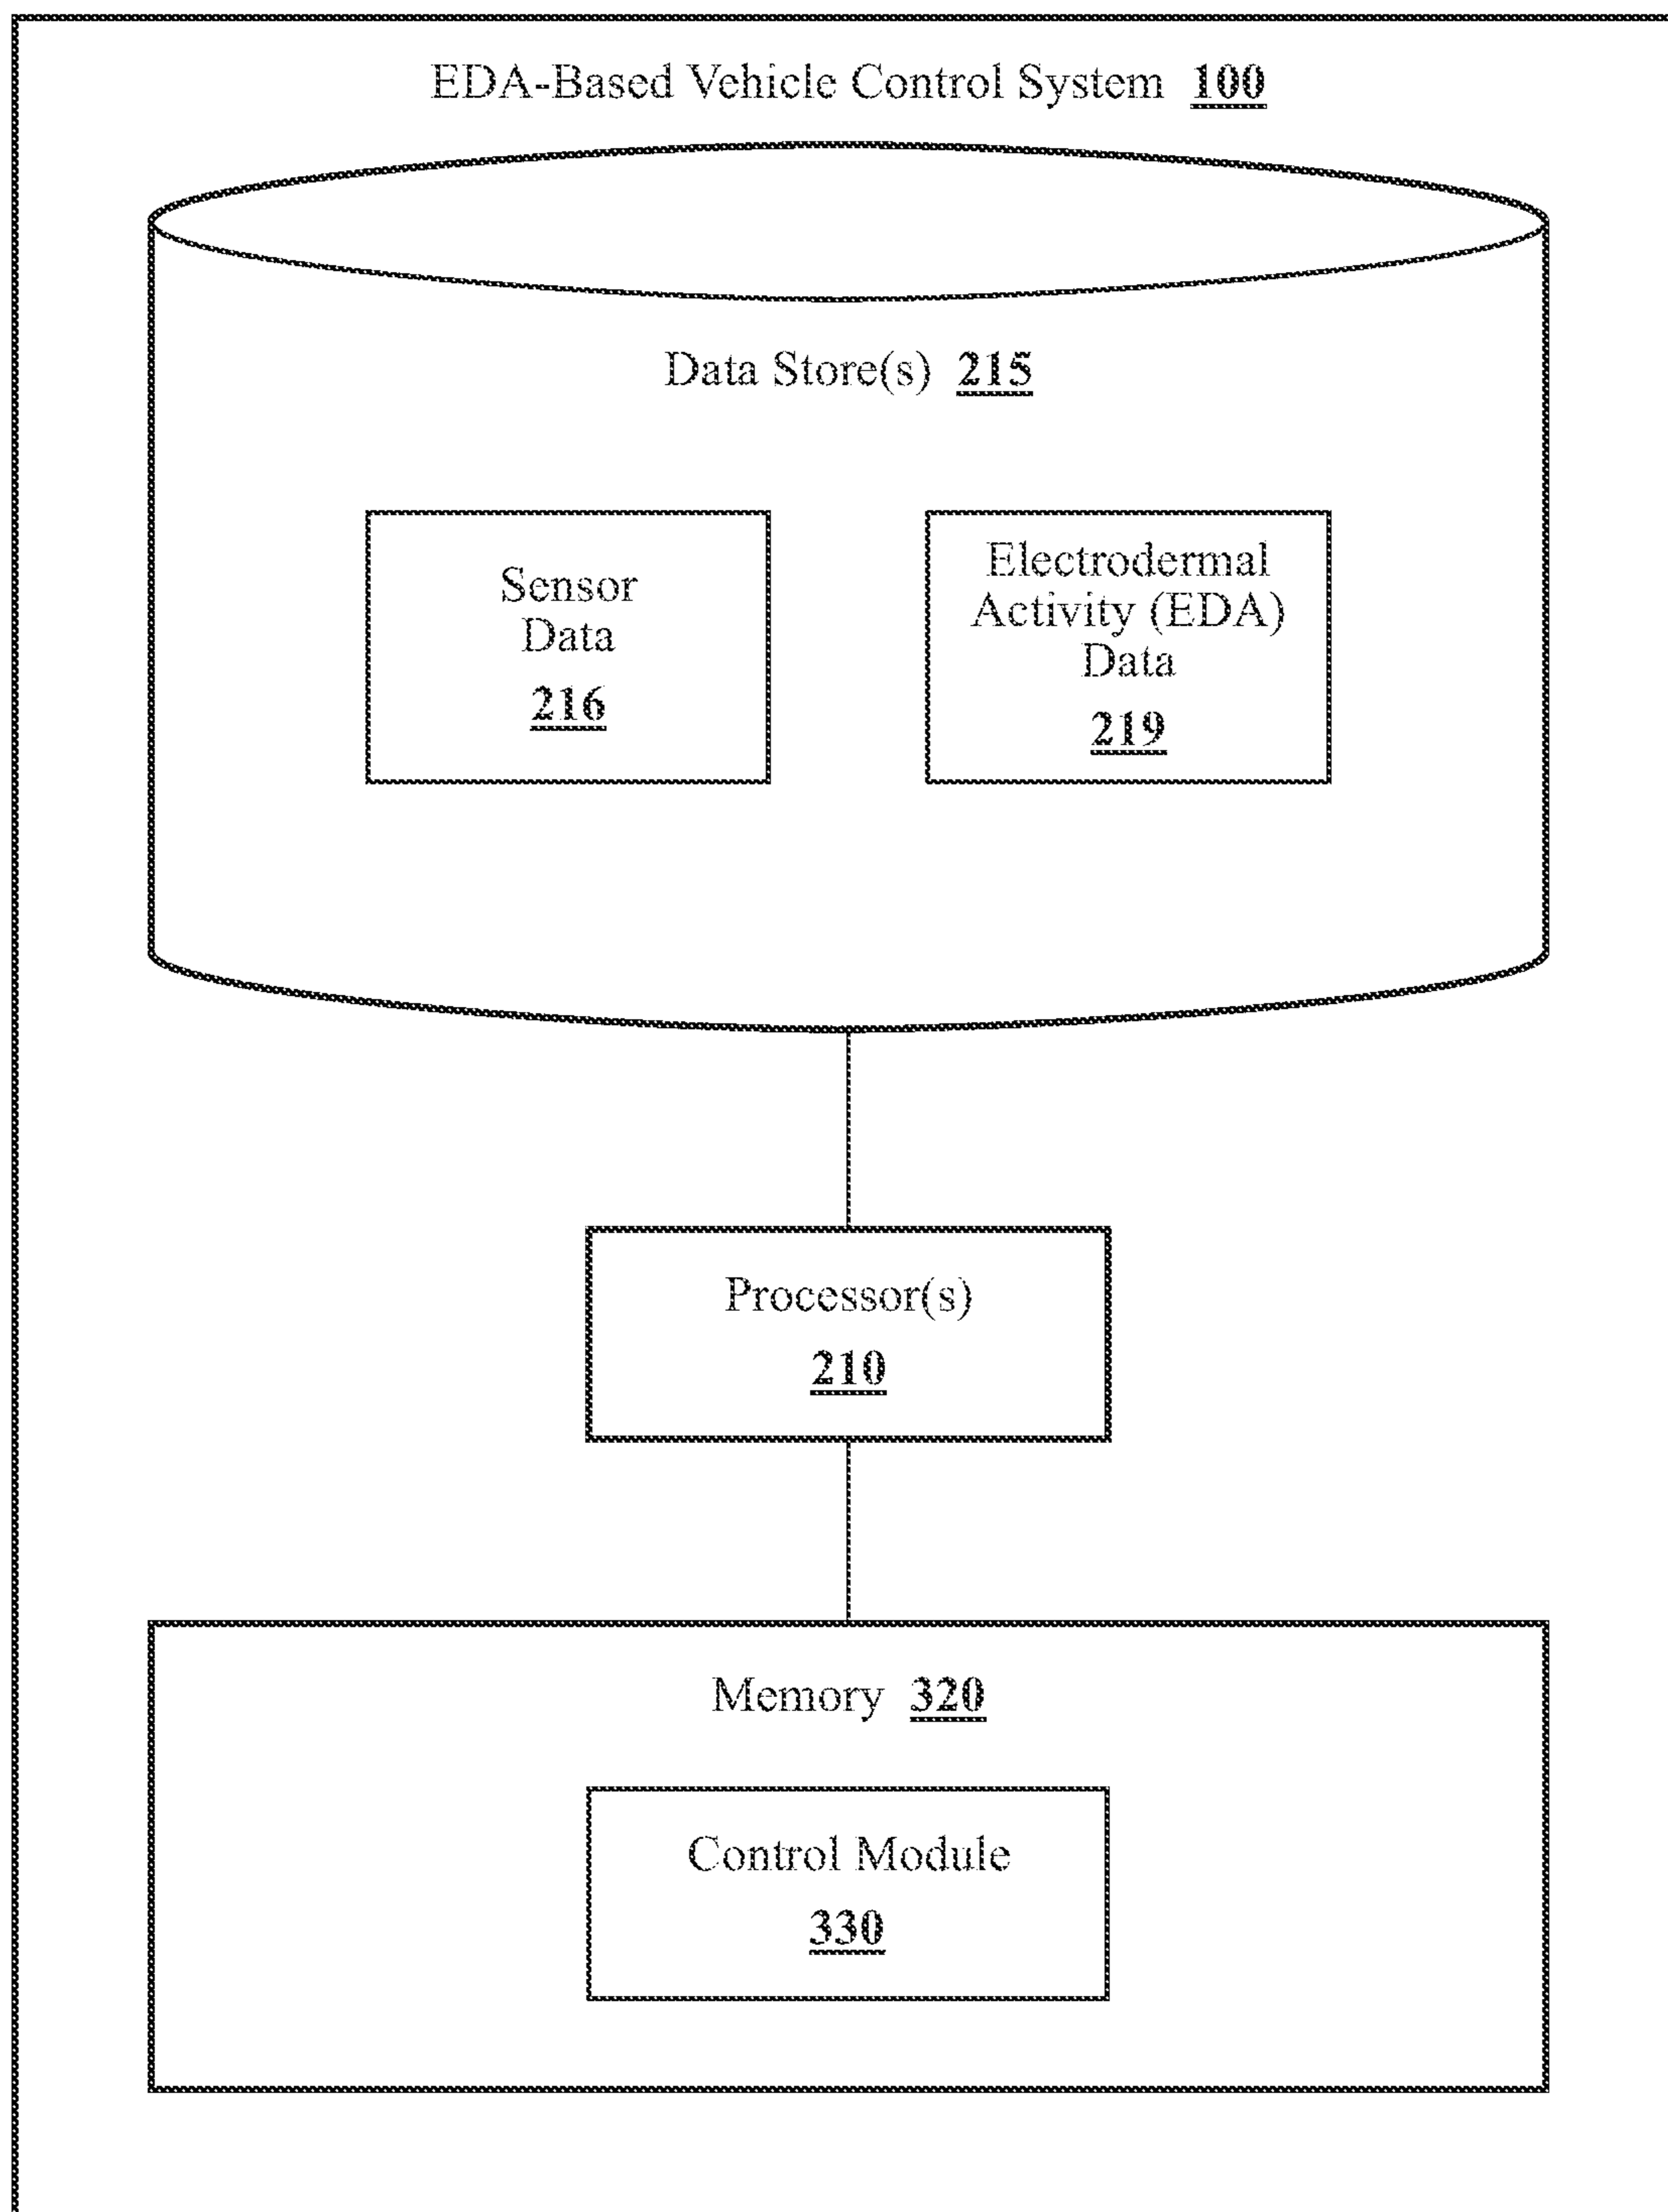 EDA-Based Vehicle Control System 100
Data Store(s) 215
Sensor
Data
216
Electrodermal
Activity (EDA)
Data
219
Processor(s)
210
Memory 320
Control Module
330